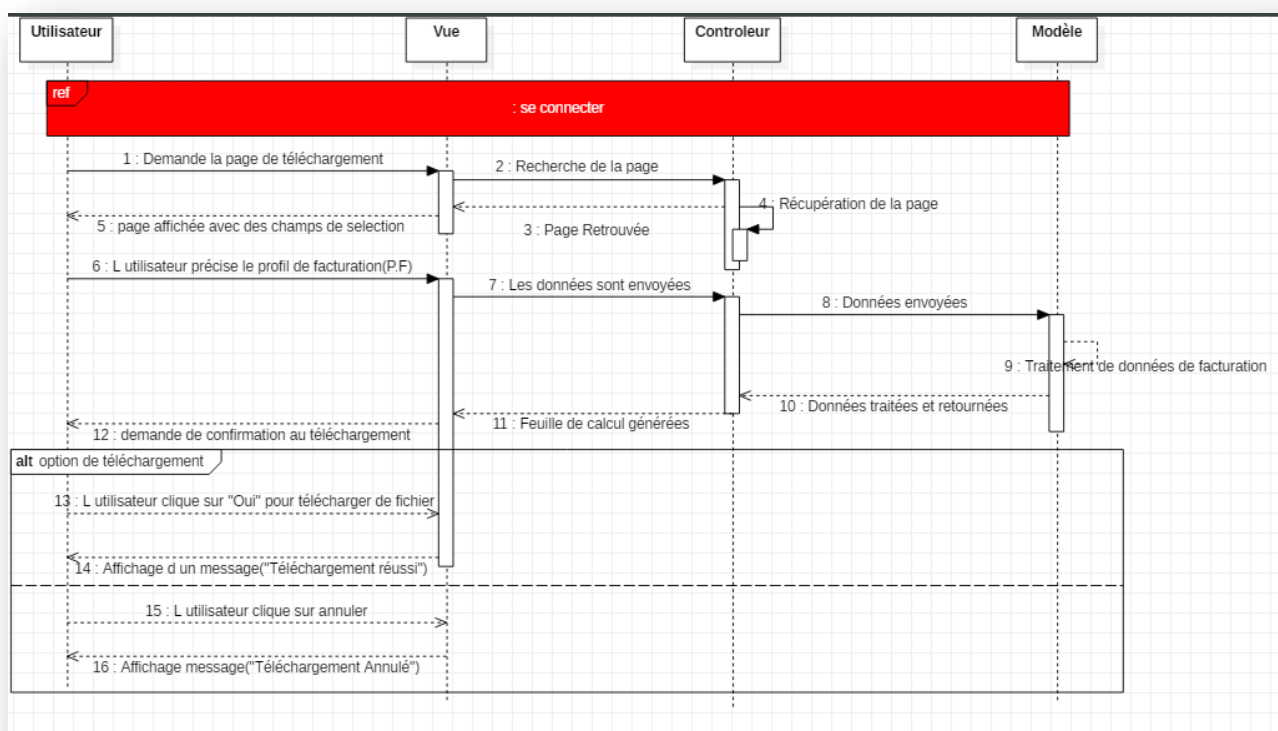 Utilisateur
Vue
Controleur
Modèle
ref
: se connecter
1 : Demande la page de téléchargement
2 : Recherche de la page
4 : Récupération de la page
5 : page affichée avec des champs de selection
3 : Page Retrouvée
6 : L utilisateur précise le profil de facturation(P.F)
7 : Les données sont envoyées
8 : Données envoyées
9 : Traitement de données de facturation
10 : Données traitées et retournées
11 : Feuille de calcul générées
12 : demande de confirmation au téléchargement
alt option de téléchargement
13 : L utilisateur clique sur "Oui" pour télécharger de fichier
14 : Affichage d un message("Téléchargement réussi")
15 : L utilisateur clique sur annuler
16 : Affichage message("Téléchargement Annulé")